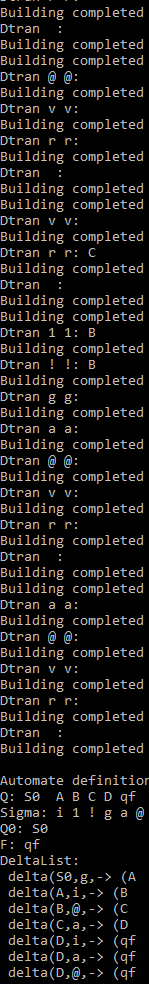 Building completed
Dtran  :
Building completed
Building completed
Dtran @ @:
Building completed
Dtran v v:
Building completed
Dtran r r:
Building completed
Dtran  :
Building completed
Dtran v v:
Building completed
Dtran r r: C
Building completed
Dtran  :
Building completed
Building completed
Dtran 1 1: B
Building completed
Dtran ! !: B
Building completed
Dtran g g:
Building completed
Dtran a a:
Building completed
Dtran @ @:
Building completed
Dtran v v:
Building completed
Dtran r r:
Building completed
Dtran  :
Building completed
Building completed
Dtran a a:
Building completed
Dtran @ @:
Building completed
Dtran v v:
Building completed
Dtran r r:
Building completed
Dtran  :
Building completed
Automate definition
Q: S0  A B C D qf
Sigma: i 1 ! g a @
Q0: S0
F: qf
DeltaList:
delta(S0,g,-> (A
delta(A,i,-> (B
delta(B,@,-> (C
delta(C,a,-> (D
delta(D,i,-> (qf
delta(D,a,-> (qf
delta(D,@,-> (qf